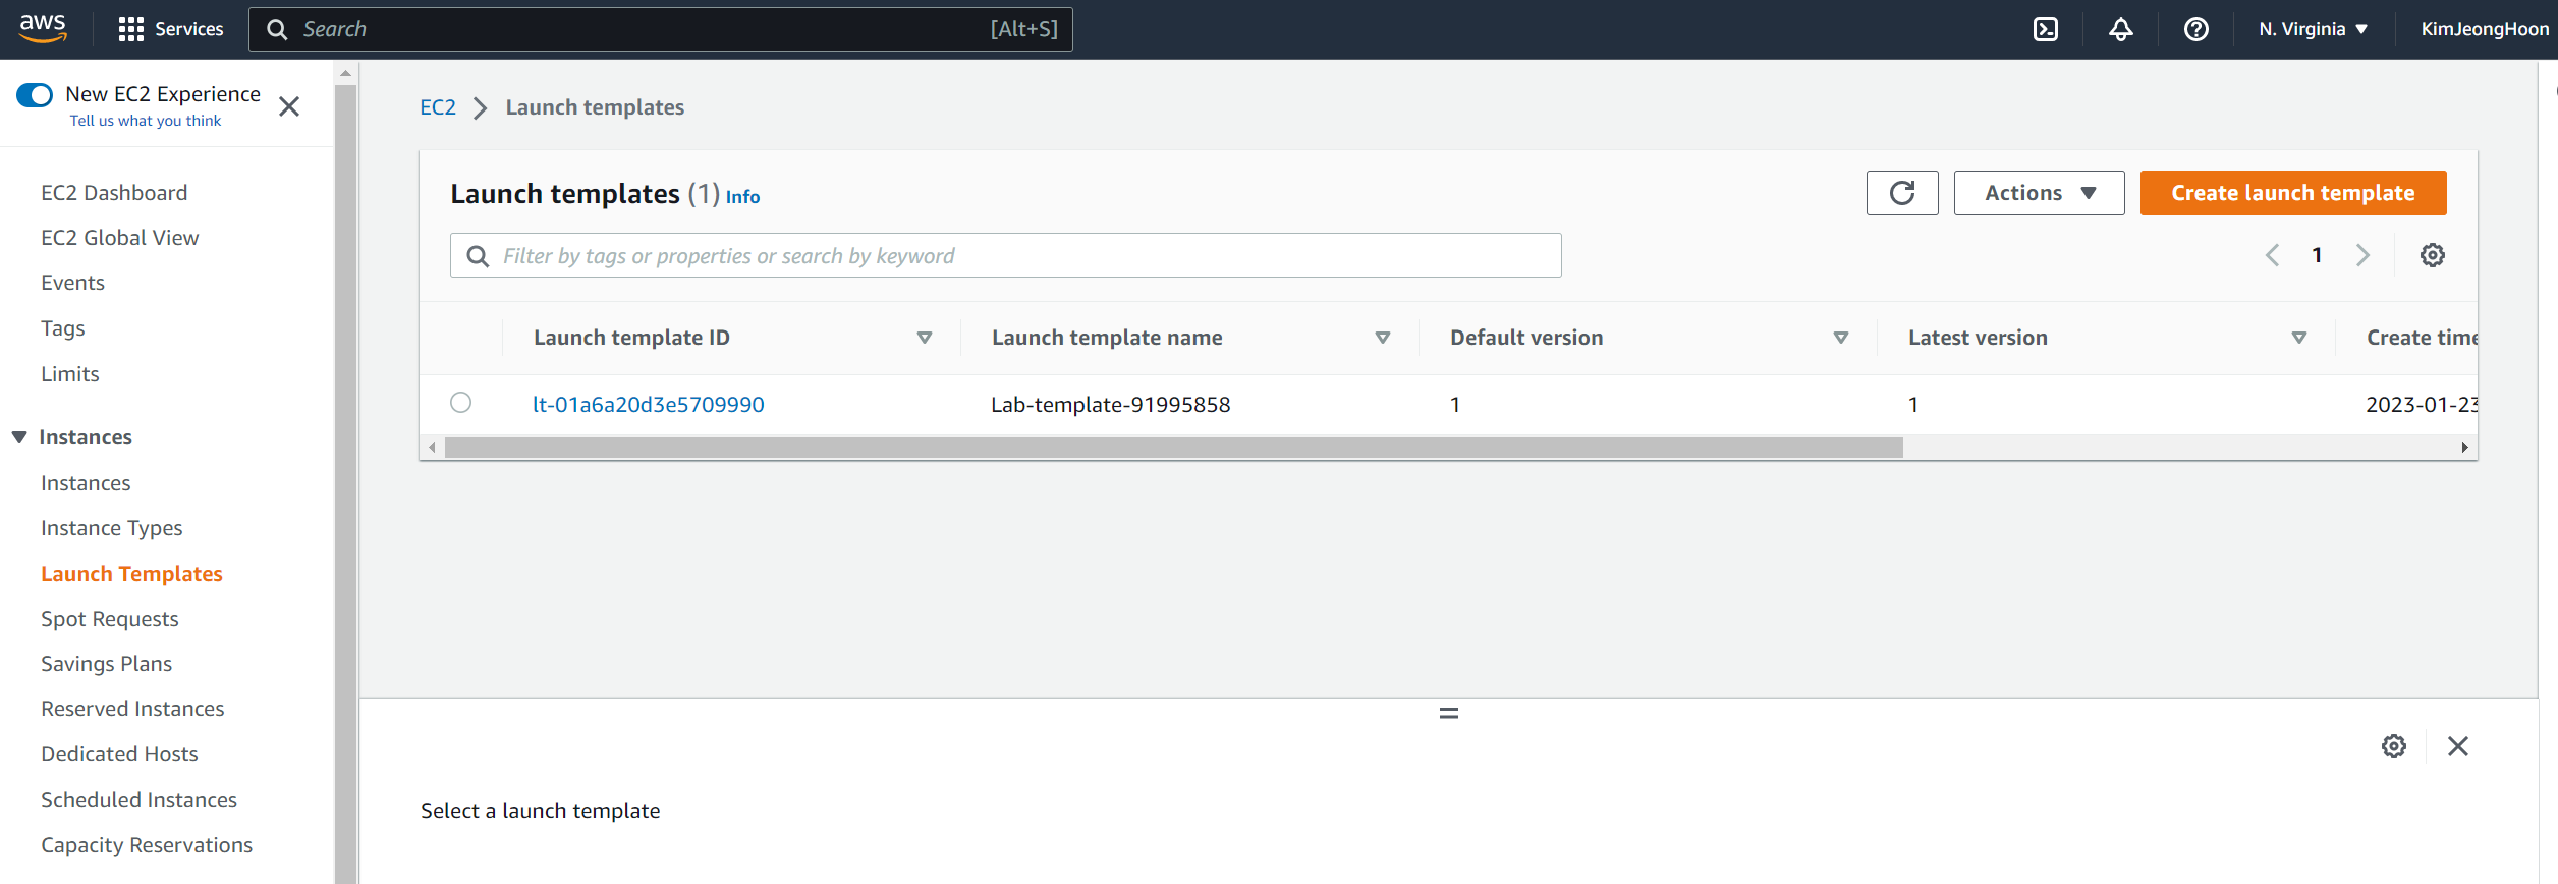 aws
Services
Search
[Alt+S]
N. Virginia
KimJeongHoon
New EC2 Experience
Tell us what you think
EC2 Dashboard
EC2 Global View
Events
Tags
Limits
Instances
Instances
Instance Types
Launch Templates
Spot Requests
Savings Plans
Reserved Instances
Dedicated Hosts
Scheduled Instances
Capacity Reservations
EC2 > Launch templates
Launch templates (1) Info
Actions
Create launch template
Filter by tags or properties or search by keyword
1
Launch template ID
Launch template name
Default version
Latest version
Create time
lt-01a6a20d3e5709990
Lab-template-91995858
1
1
2023-01-23
Select a launch template